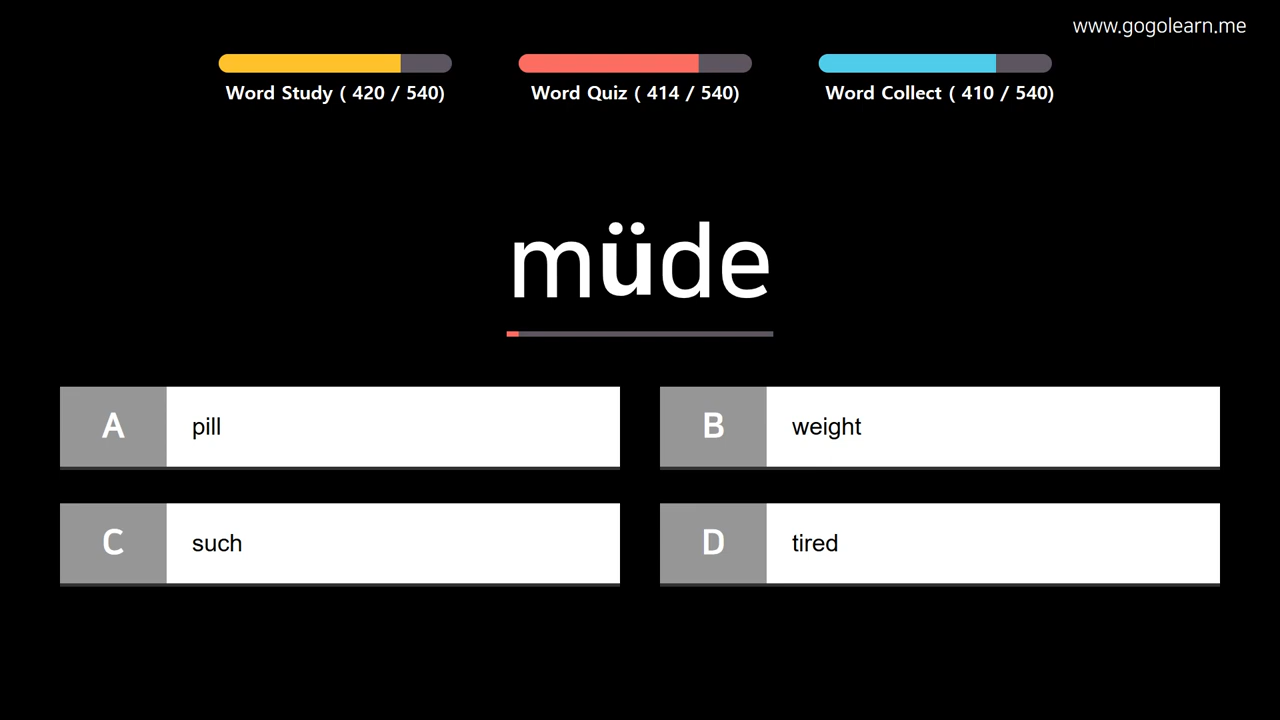 www.gogolearn.me
Word Study ( 420 / 540)
Word Quiz ( 414 / 540)
Word Collect ( 410 / 540)
müde
A pill
B weight
C such
D tired